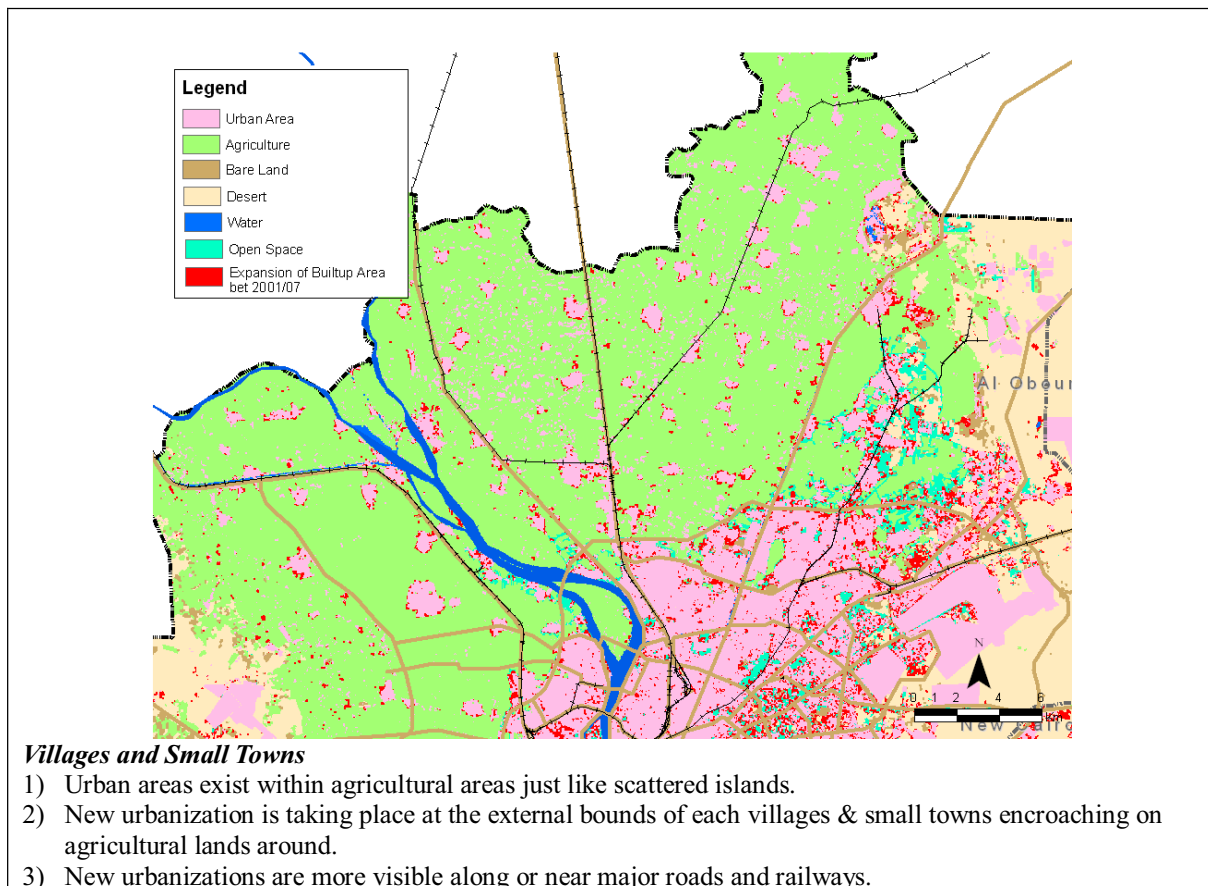 Legend
Urban Area
Agriculture
Bare Land
Desert
Water
Open Space
Expansion of Builtup Area
bet 2001/07
Al Obour
N
0 1 2 4 6
Km
New Cairo
Villages and Small Towns
1) Urban areas exist within agricultural areas just like scattered islands.
2) New urbanization is taking place at the external bounds of each villages & small towns encroaching on
agricultural lands around.
3) New urbanizations are more visible along or near major roads and railways.